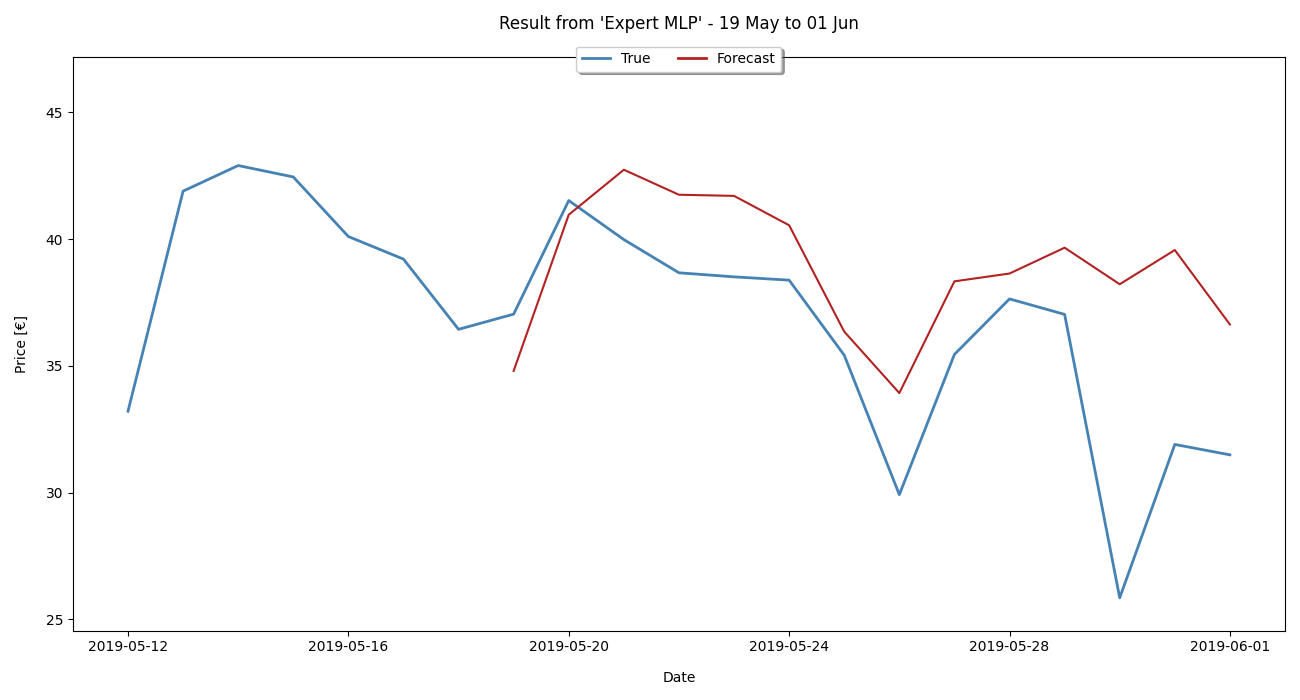 Result from 'Expert MLP' - 19 May to 01 Jun
True
Forecast
Price [€]
45
40
35
30
25
2019-05-12
2019-05-16
2019-05-20
2019-05-24
2019-05-28
2019-06-01
Date